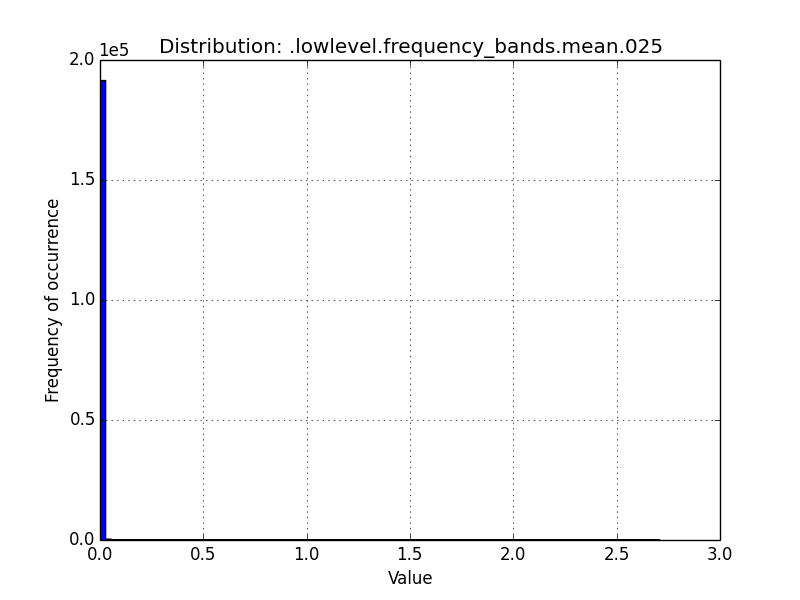 Distribution: .lowlevel.frequency_bands.mean.025
1e5
2.0
1.5
1.0
0.5
0.0
Frequency of occurrence
0.0 0.5 1.0 1.5 2.0 2.5 3.0
Value